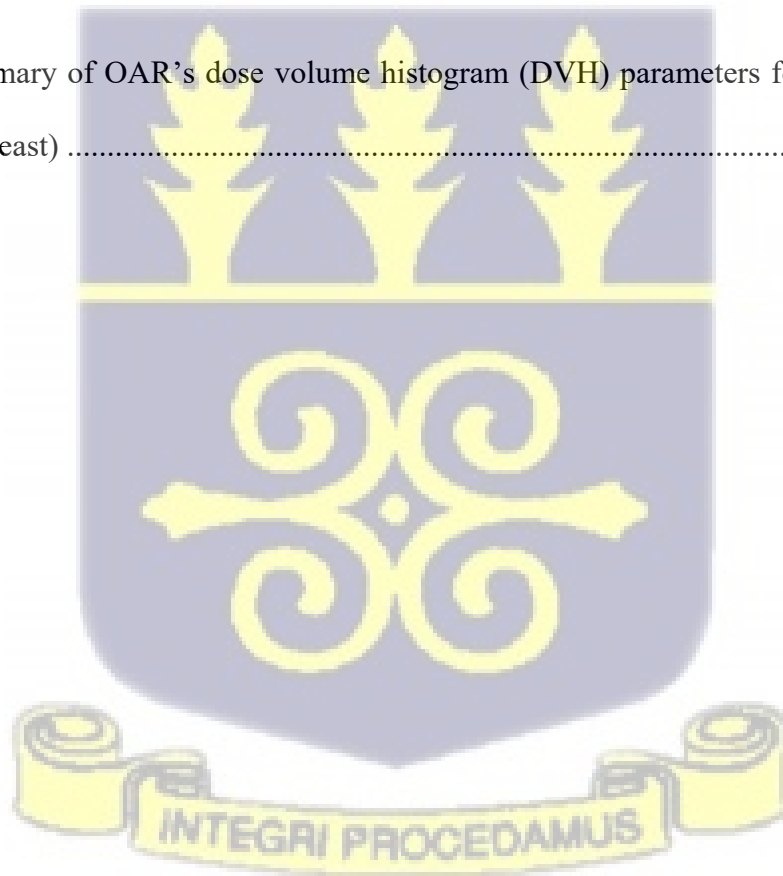 mary of OAR’s dose volume histogram (DVH) parameters f
east) ................................................................................
INTEGRI PROCEDAMUS